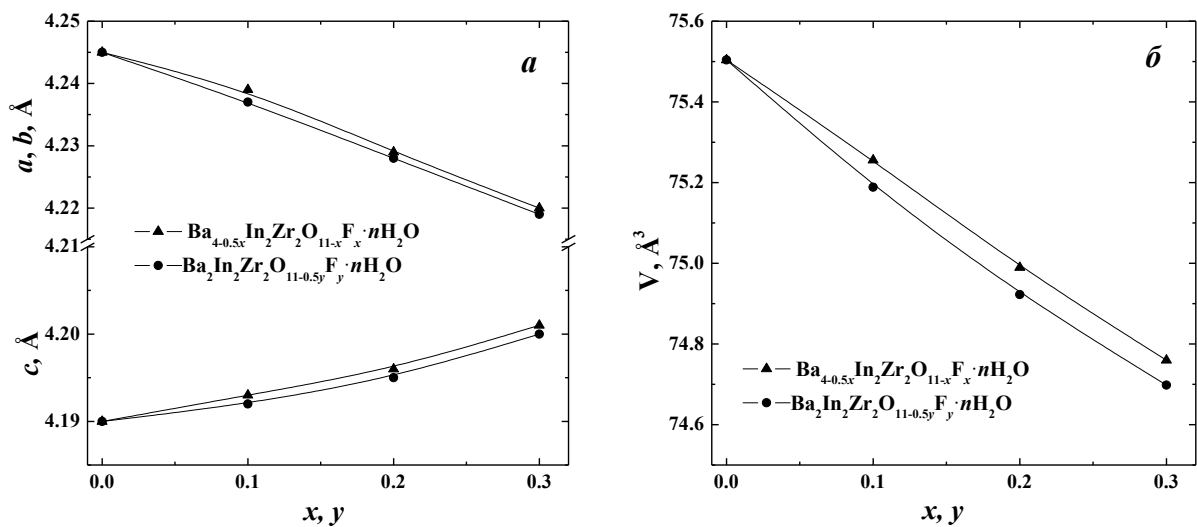 4.25
4.24
4.23
4.22
4.21
4.20
4.19
a, b, Å
c, Å
а
Ba₄₋₀.₅ₓIn₂Zr₂O₁₁₋ₓFₓ·nH₂O
Ba₂In₂Zr₂O₁₁₋₀.₅yFy·nH₂O
0.0 0.1 0.2 0.3
x, y
75.6
75.4
75.2
75.0
74.8
74.6
V, Å³
б
Ba₄₋₀.₅ₓIn₂Zr₂O₁₁₋ₓFₓ·nH₂O
Ba₂In₂Zr₂O₁₁₋₀.₅yFy·nH₂O
0.0 0.1 0.2 0.3
x, y